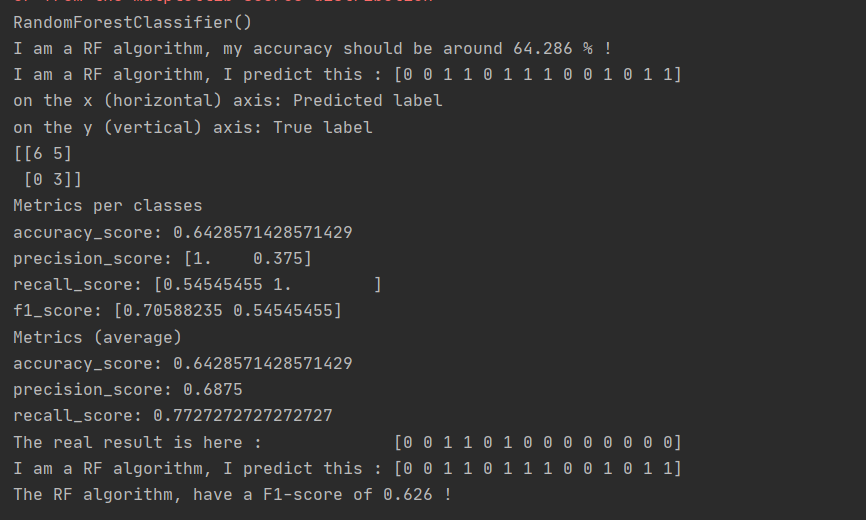 RandomForestClassifier()
I am a RF algorithm, my accuracy should be around 64.286 % !
I am a RF algorithm, I predict this : [0 0 1 1 0 1 1 1 0 0 1 0 1 1]
on the x (horizontal) axis: Predicted label
on the y (vertical) axis: True label
[[6 5]
 [0 3]]
Metrics per classes
accuracy_score: 0.6428571428571429
precision_score: [1.    0.375]
recall_score: [0.54545455 1.        ]
f1_score: [0.70588235 0.54545455]
Metrics (average)
accuracy_score: 0.6428571428571429
precision_score: 0.6875
recall_score: 0.7727272727272727
The real result is here :             [0 0 1 1 0 1 0 0 0 0 0 0 0 0]
I am a RF algorithm, I predict this : [0 0 1 1 0 1 1 1 0 0 1 0 1 1]
The RF algorithm, have a F1-score of 0.626 !